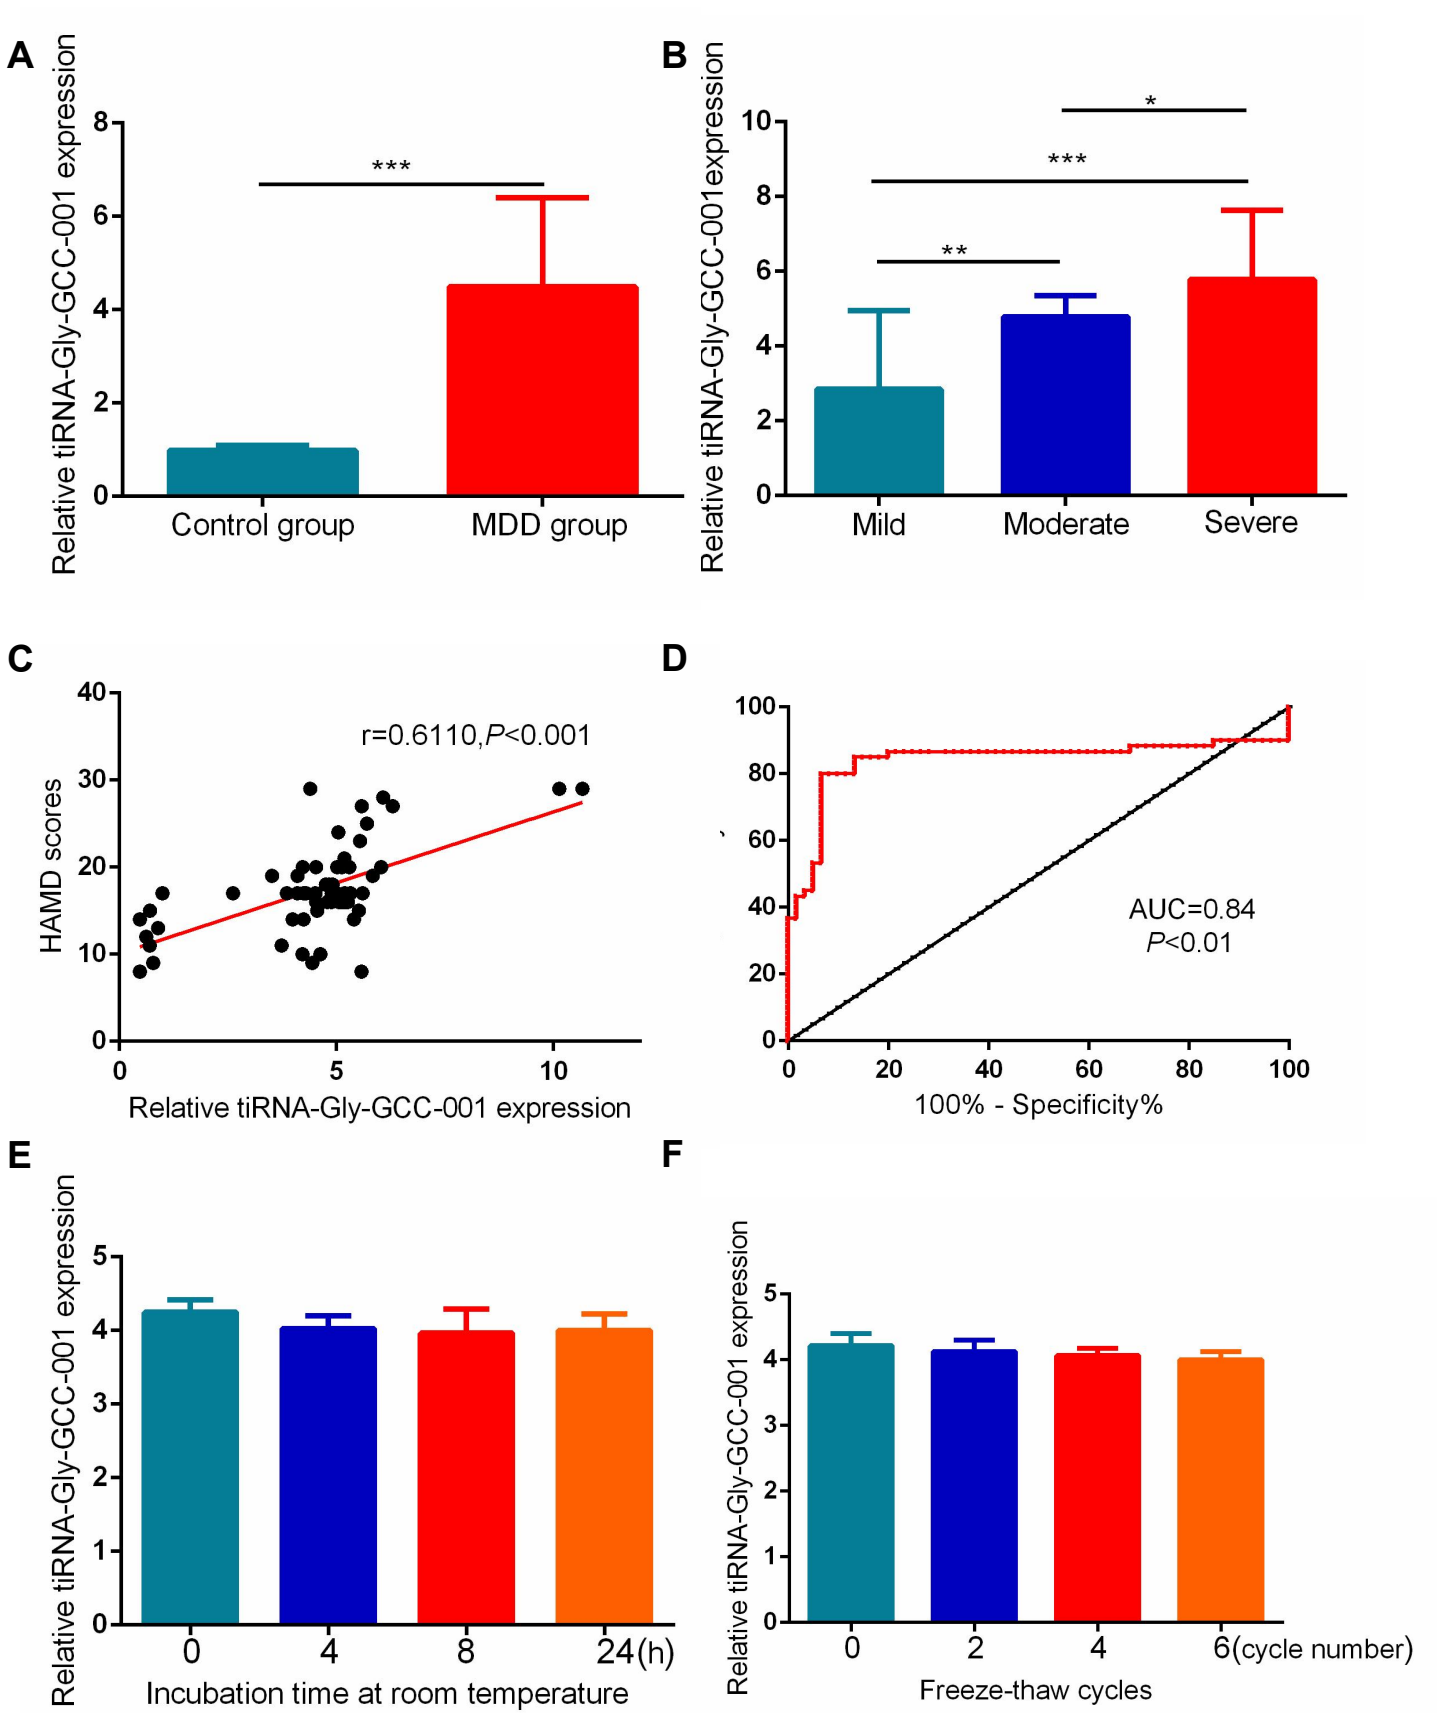 A
Relative tiRNA-Gly-GCC-001 expression
8
6
4
2
0
***
Control group
MDD group
B
Relative tiRNA-Gly-GCC-001expression
10
8
6
4
2
0
*
***
**
Mild
Moderate
Severe
C
HAMD scores
40
30
20
10
0
r=0.6110,P<0.001
0
5
10
Relative tiRNA-Gly-GCC-001 expression
D
100
80
60
40
20
0
AUC=0.84
P<0.01
0
20
40
60
80
100
100% - Specificity%
E
Relative tiRNA-Gly-GCC-001 expression
5
4
3
2
1
0
0
4
8
24(h)
Incubation time at room temperature
F
Relative tiRNA-Gly-GCC-001 expression
5
4
3
2
1
0
0
2
4
6(cycle number)
Freeze-thaw cycles